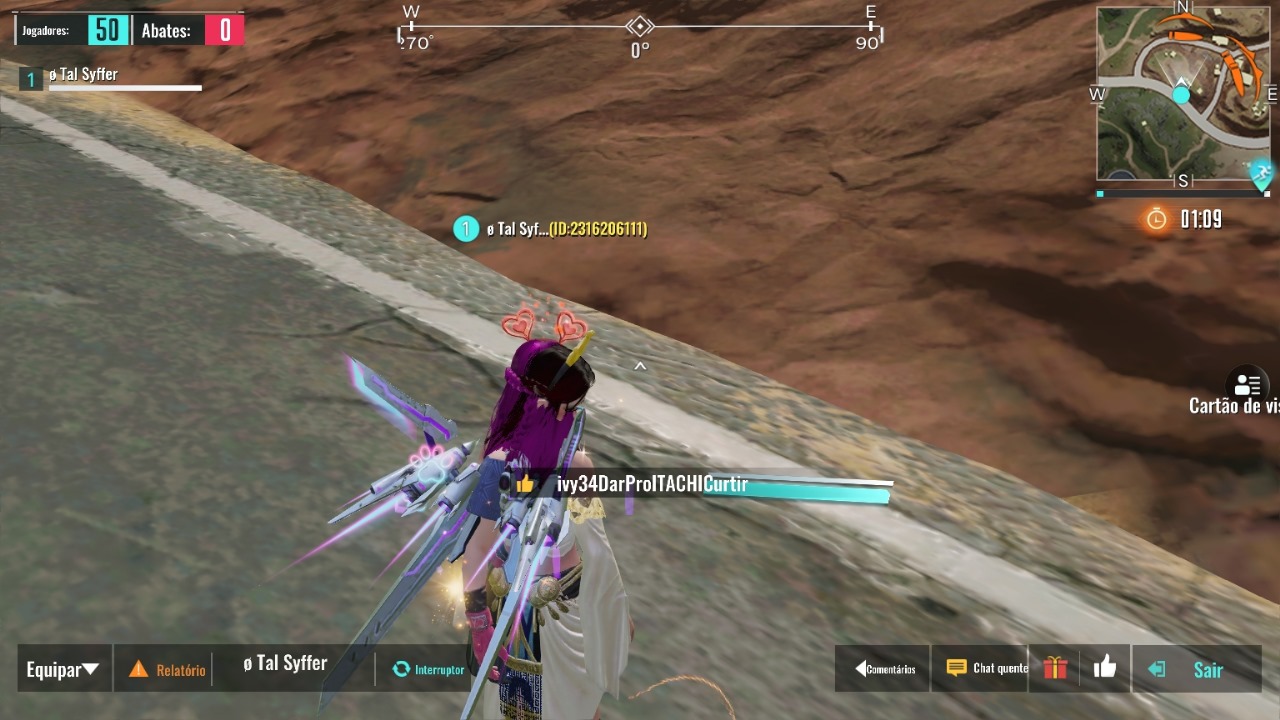 Jogadores: 50 Abates: 0
W E
270° 0° 90
1 ø Tal Syffer
N
W E
S
01:09
1 ø Tal Syf...(ID:2316206111)
Cartão de vis
ivy34DarProITACHICurtir
Equipar Relatório ø Tal Syffer Interruptor Comentários Chat quente Sair